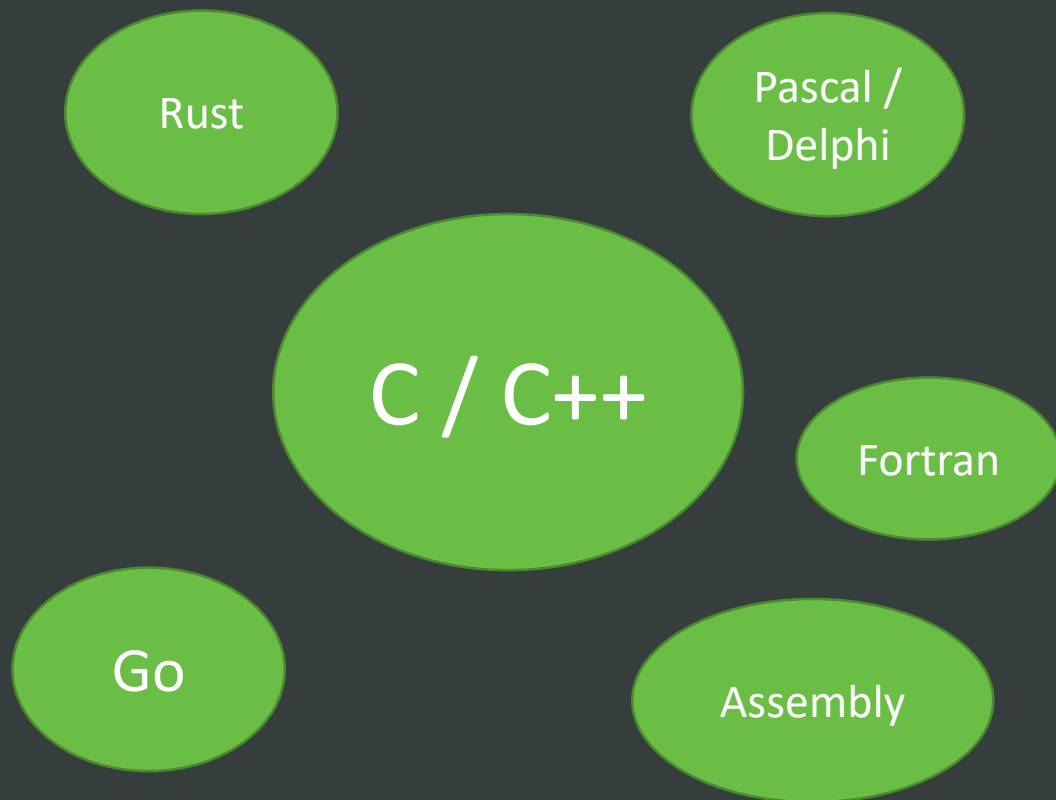 Rust
Pascal /
Delphi
C / C++
Fortran
Go
Assembly